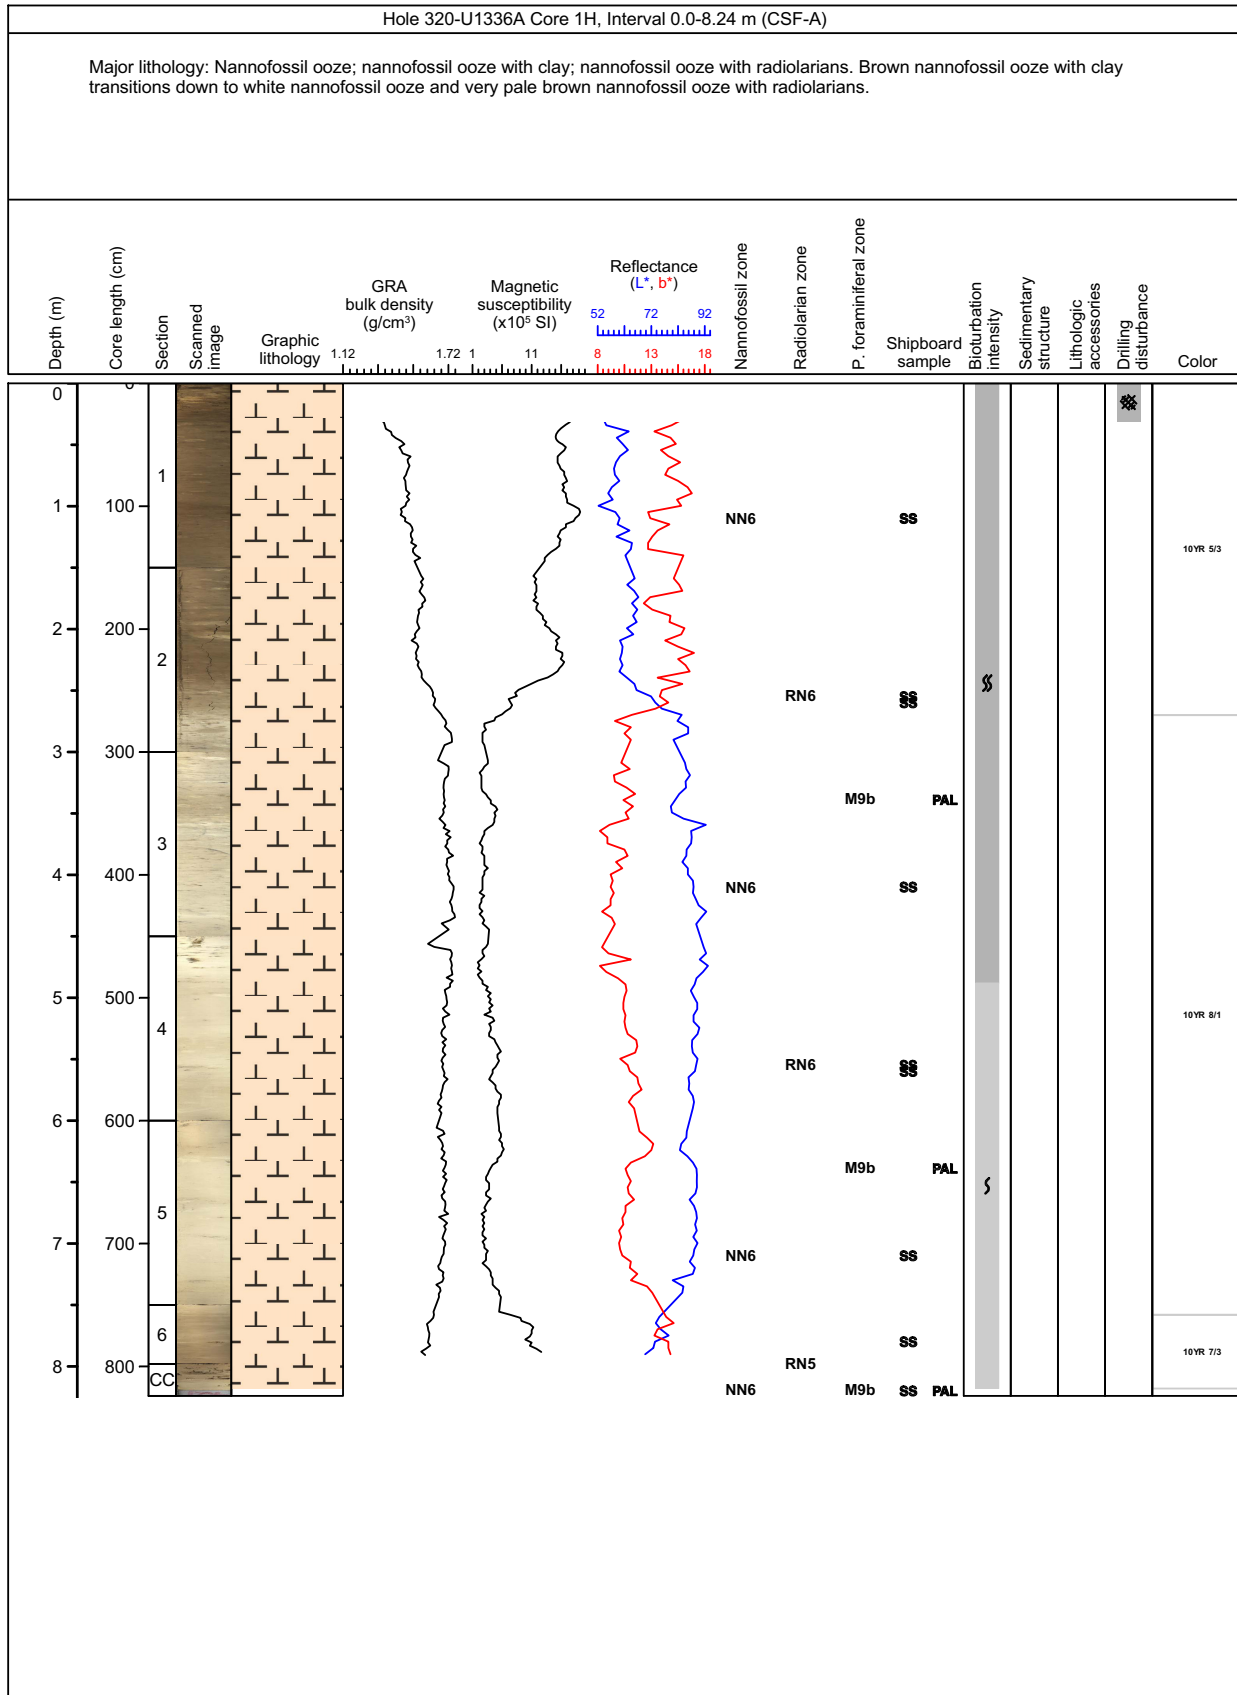 Hole 320-U1336A Core 1H, Interval 0.0-8.24 m (CSF-A)
Major lithology: Nannofossil ooze; nannofossil ooze with clay; nannofossil ooze with radiolarians. Brown nannofossil ooze with clay
transitions down to white nannofossil ooze and very pale brown nannofossil ooze with radiolarians.
Depth (m)
Core length (cm)
Section
Scanned
image
Graphic
lithology
GRA
bulk density
(g/cm³)
1.12 1.72
Magnetic
susceptibility
(x10⁵ SI)
1 11
Reflectance
(L*, b*)
52 72 92
8 13 18
Nannofossil zone
Radiolarian zone
P. foraminiferal zone
Shipboard
sample
Bioturbation
intensity
Sedimentary
structure
Lithologic
accessories
Drilling
disturbance
Color
0 0
1
1 100
NN6 SS
10YR 5/3
2 200
2
RN6 SS
SS
3 300
M9b PAL
3
4 400
NN6 SS
5 500
10YR 8/1
4
RN6 SS
SS
6 600
M9b PAL
5
7 700
NN6 SS
6
SS
10YR 7/3
8 800
RN5
CC
NN6 M9b SS PAL